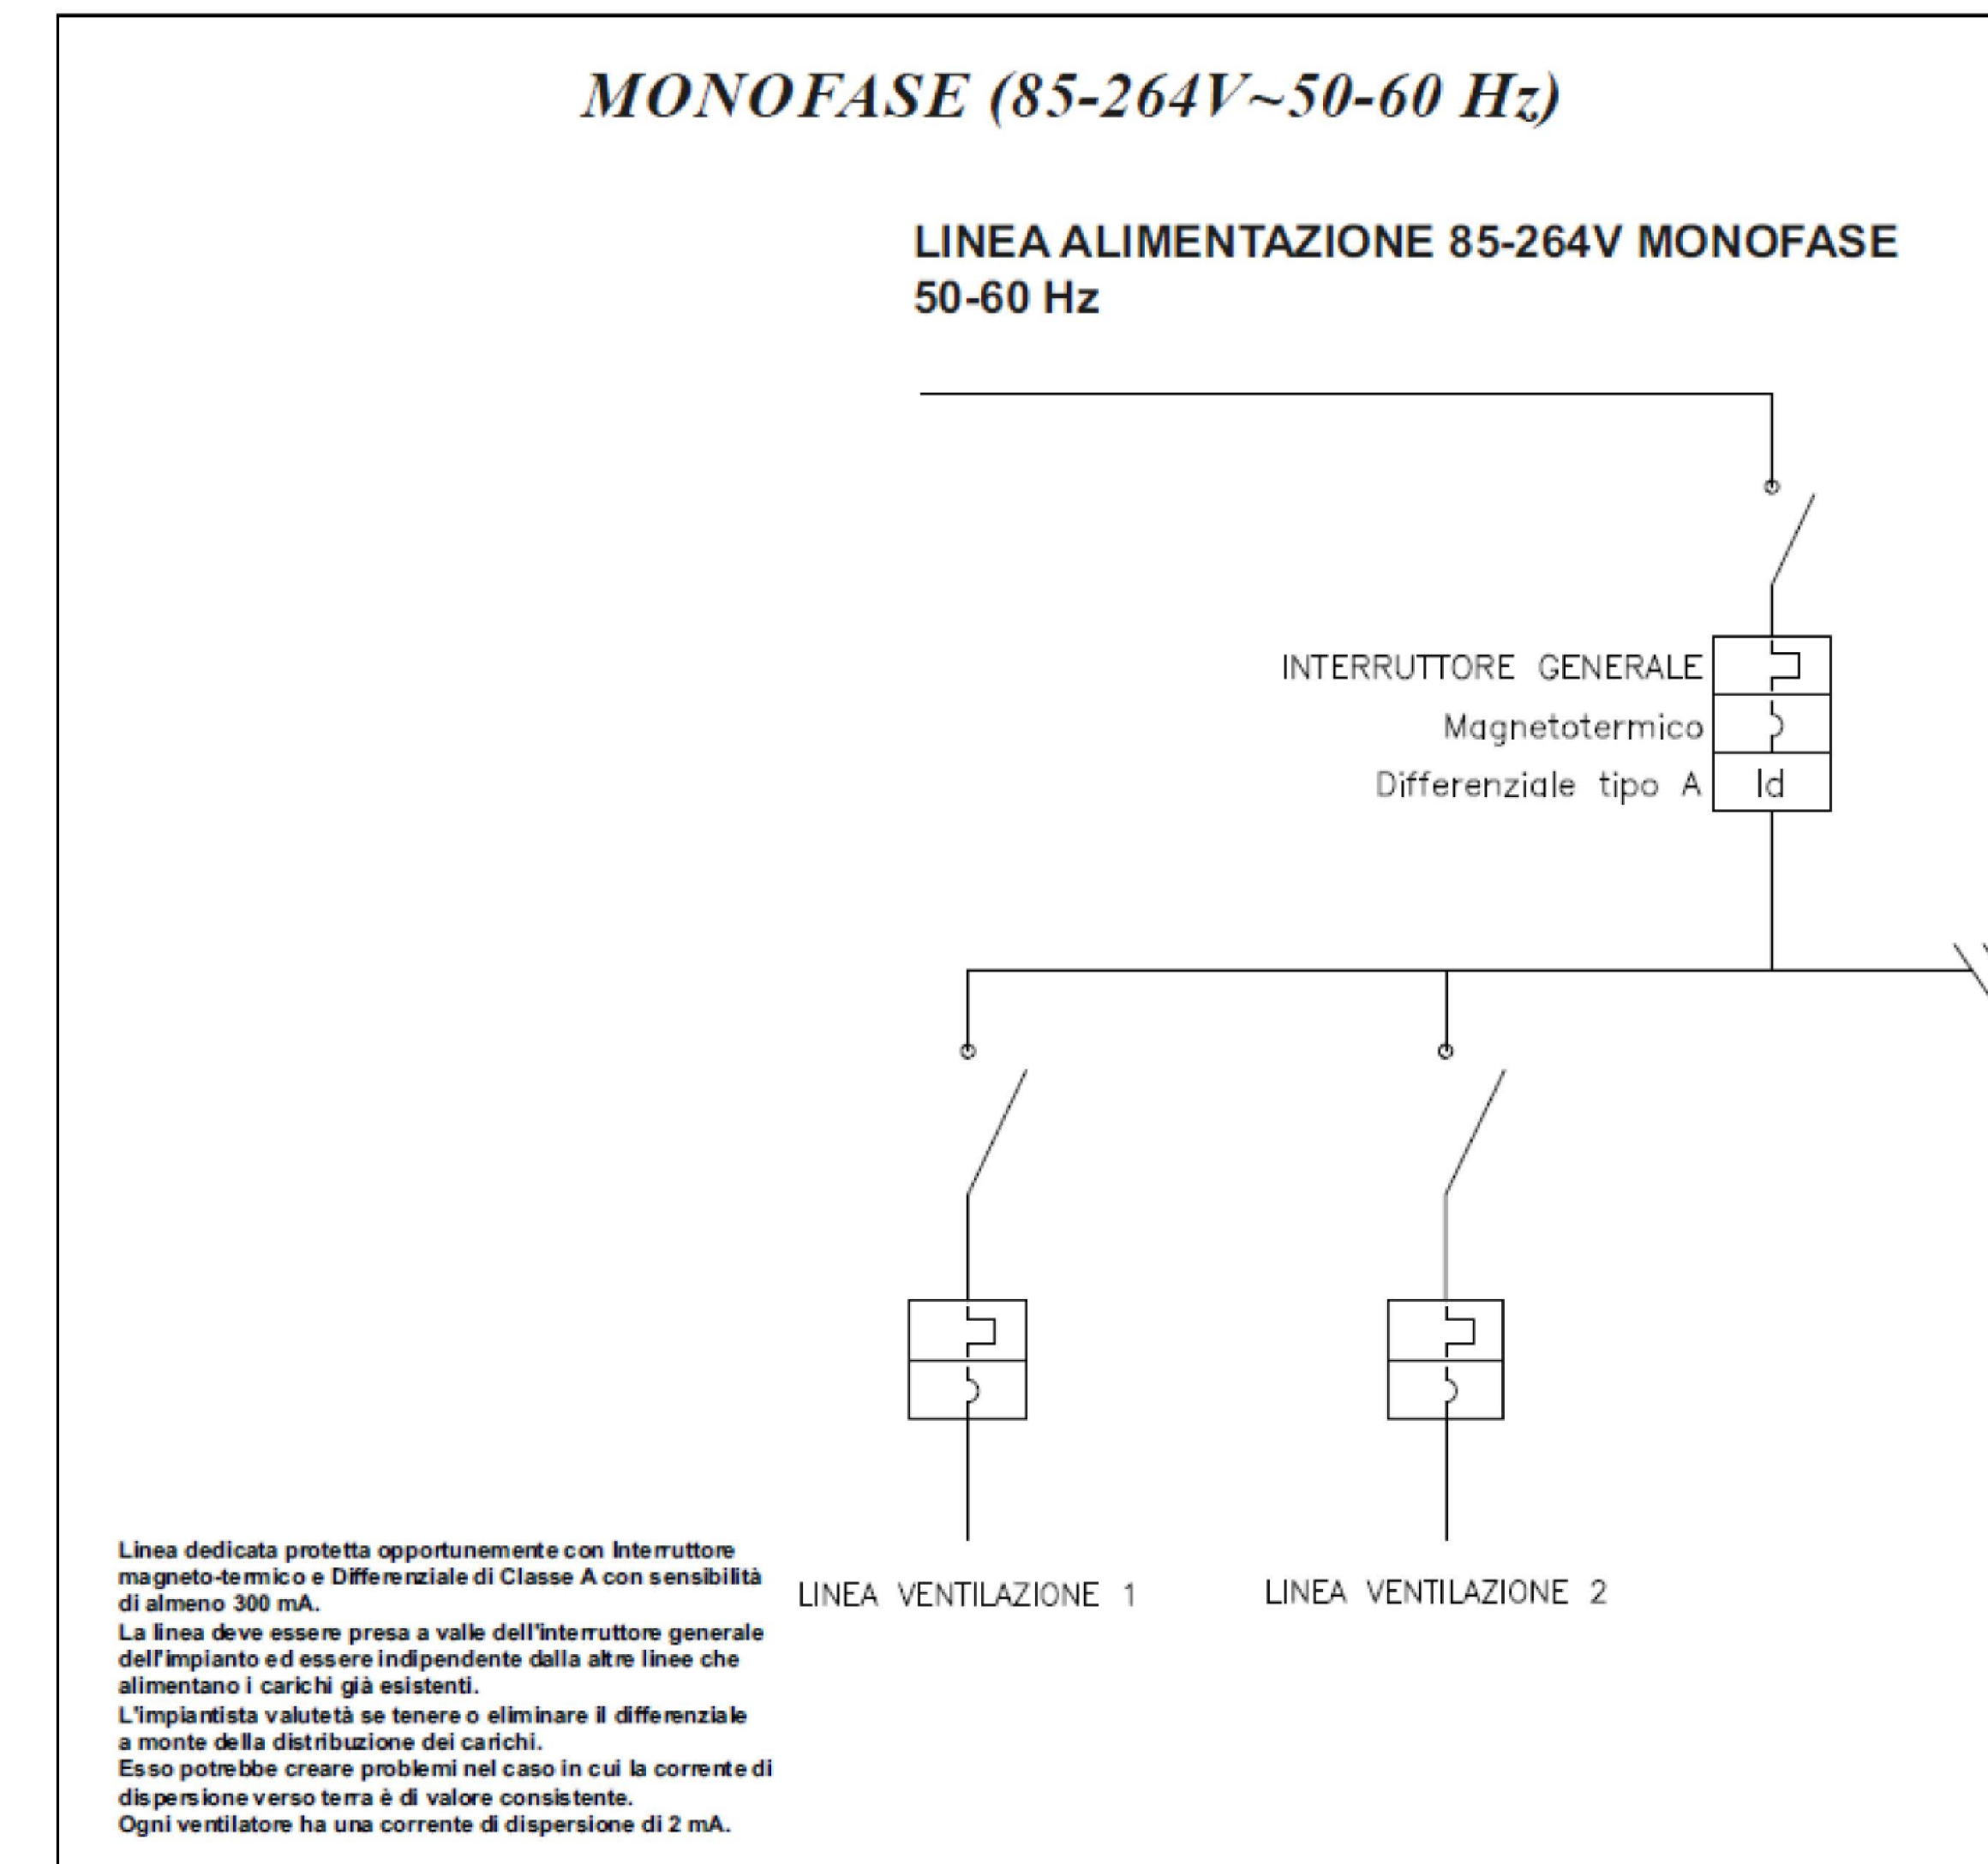 MONOFASE (85-264V~50-60 Hz)
LINEA ALIMENTAZIONE 85-264V MONOFASE
50-60 Hz
INTERRUTTORE GENERALE
Magnetotermico
Differenziale tipo A
Id
LINEA VENTILAZIONE 1
LINEA VENTILAZIONE 2
Linea dedicata protetta opportunemente con Interruttore
magneto-termico e Differenziale di Classe A con sensibilità
di almeno 300 mA.
La linea deve essere presa a valle dell'interruttore generale
dell'impianto ed essere indipendente dalla altre linee che
alimentano i carichi già esistenti.
L'impiantista valutetà se tenere o eliminare il differenziale
a monte della distribuzione dei carichi.
Esso potrebbe creare problemi nel caso in cui la corrente di
dispersione verso terra è di valore consistente.
Ogni ventilatore ha una corrente di dispersione di 2 mA.